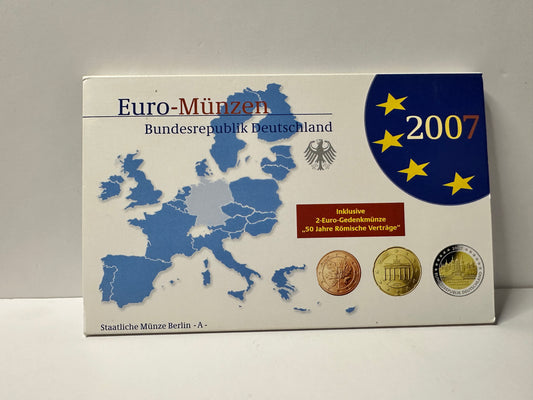 Euro-Münzen
Bundesrepublik Deutschland
2007
Inklusive
2-Euro-Gedenkmünze
„50 Jahre Römische Verträge“
Staatliche Münze Berlin - A -